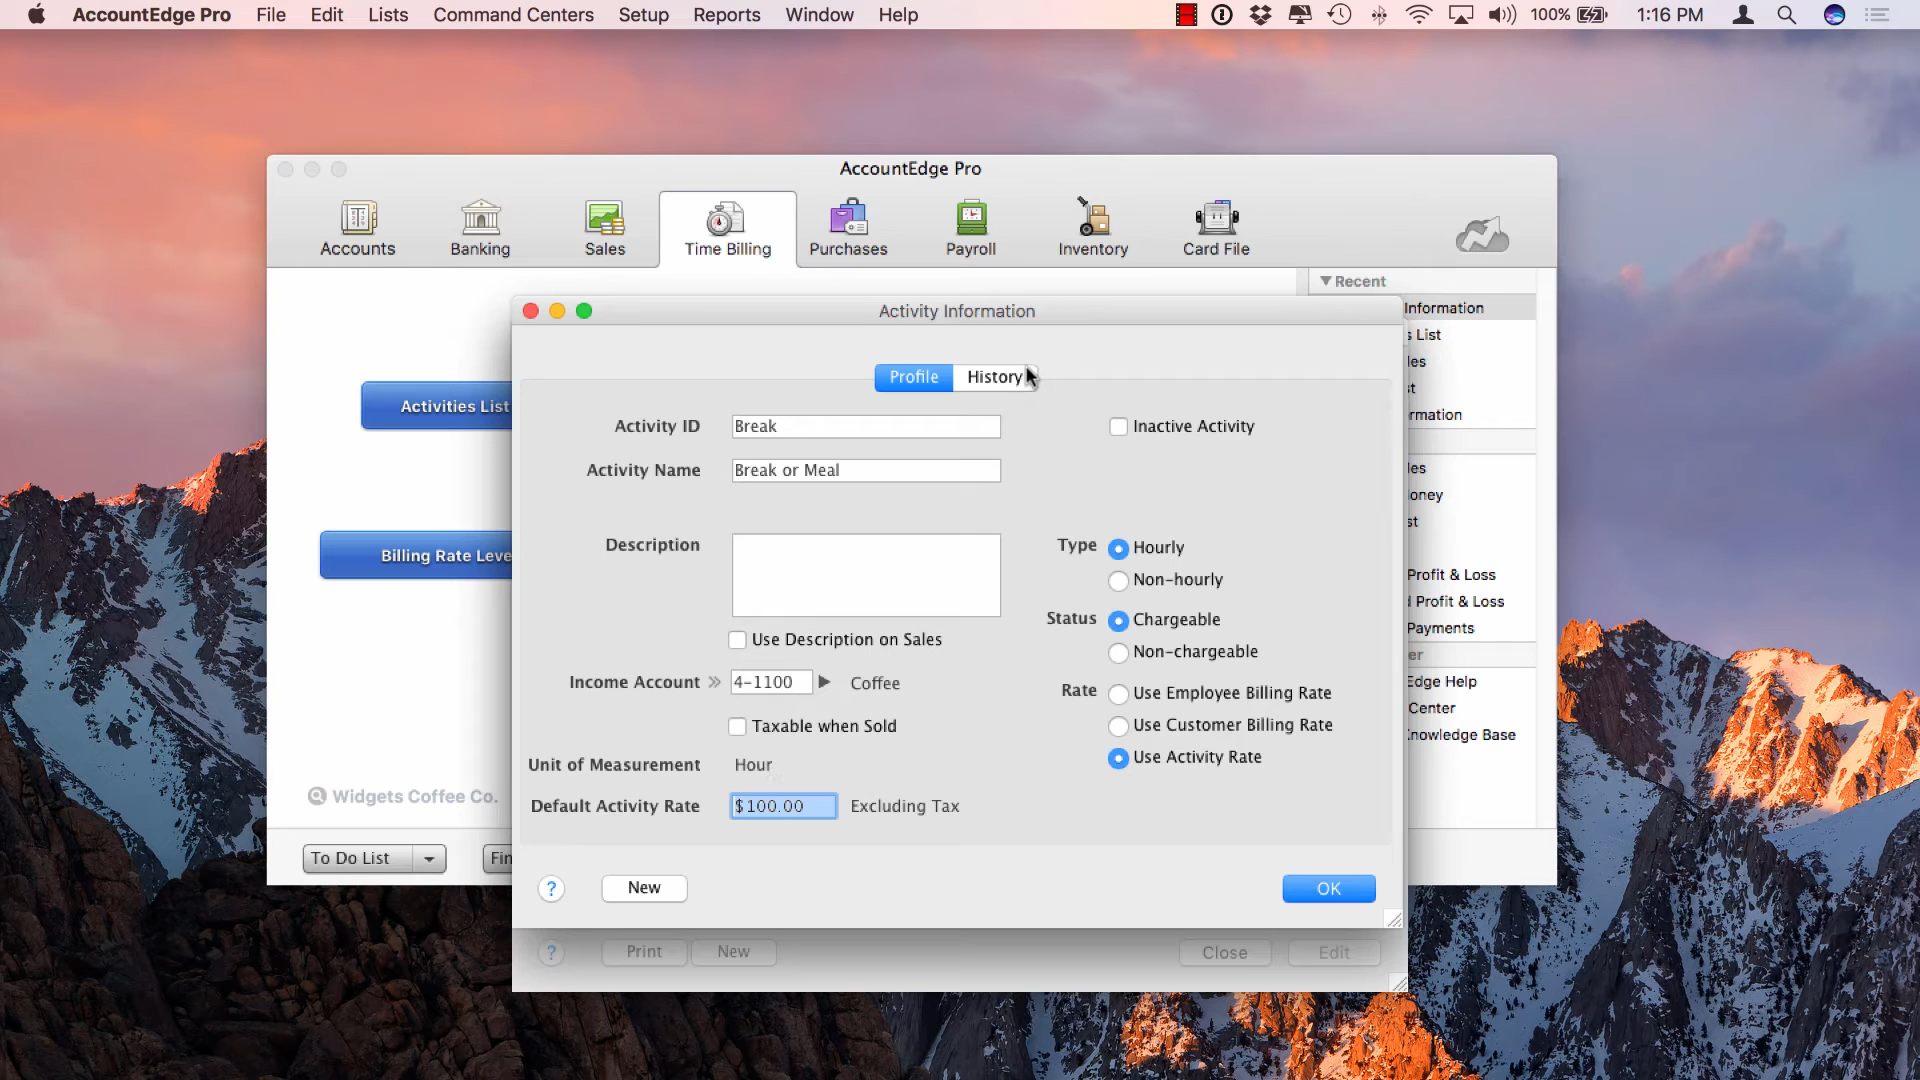 AccountEdge Pro File Edit Lists Command Centers Setup Reports Window Help 100% 1:16 PM
AccountEdge Pro
Accounts Banking Sales Time Billing Purchases Payroll Inventory Card File
Recent
Activity Information
Information
s List
Profile History
les
st
Activities List
rmation
Activity ID Break Inactive Activity
Activity Name Break or Meal
les
oney
st
Description
Type Hourly
Non-hourly
Billing Rate Leve
Profit & Loss
d Profit & Loss
Status Chargeable
Payments
Use Description on Sales
Non-chargeable
er
Income Account 4-1100 Coffee
Edge Help
Rate Use Employee Billing Rate
Center
Taxable when Sold
Use Customer Billing Rate
Knowledge Base
Unit of Measurement Hour
Use Activity Rate
Widgets Coffee Co.
Default Activity Rate $100.00 Excluding Tax
To Do List Fin
? New OK
? Print New Close Edit